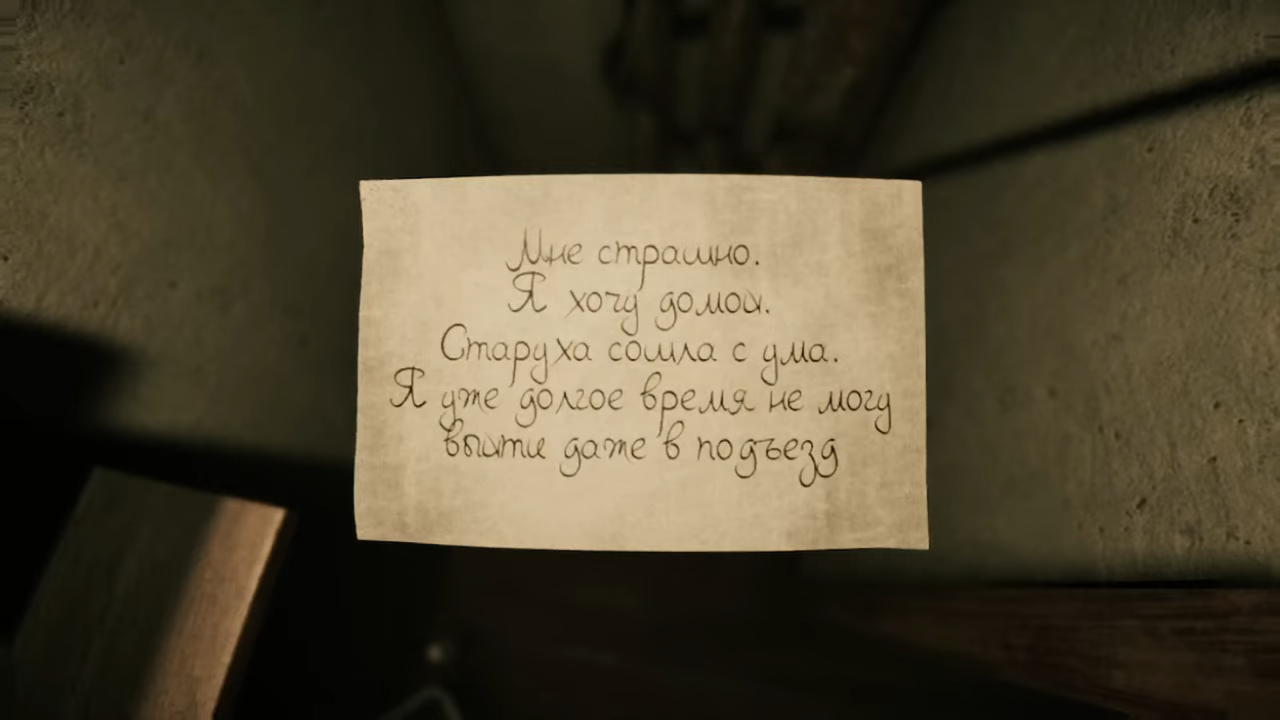 Мне страшно.
Я хочу домой.
Старуха сошла с ума.
Я уже долгое время не могу
выйти даже в подъезд